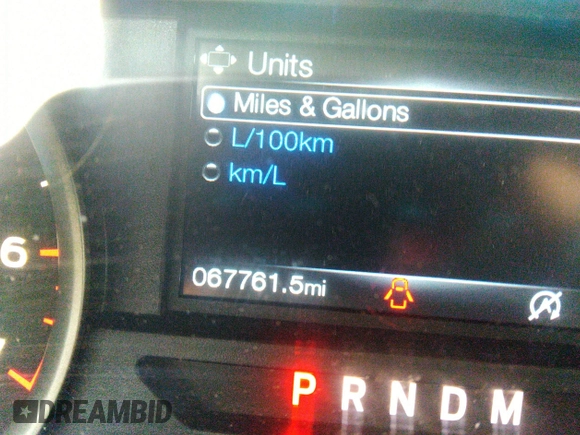 Units
Miles & Gallons
L/100km
km/L
6
067761.5mi
P R N D M
DREAMBID